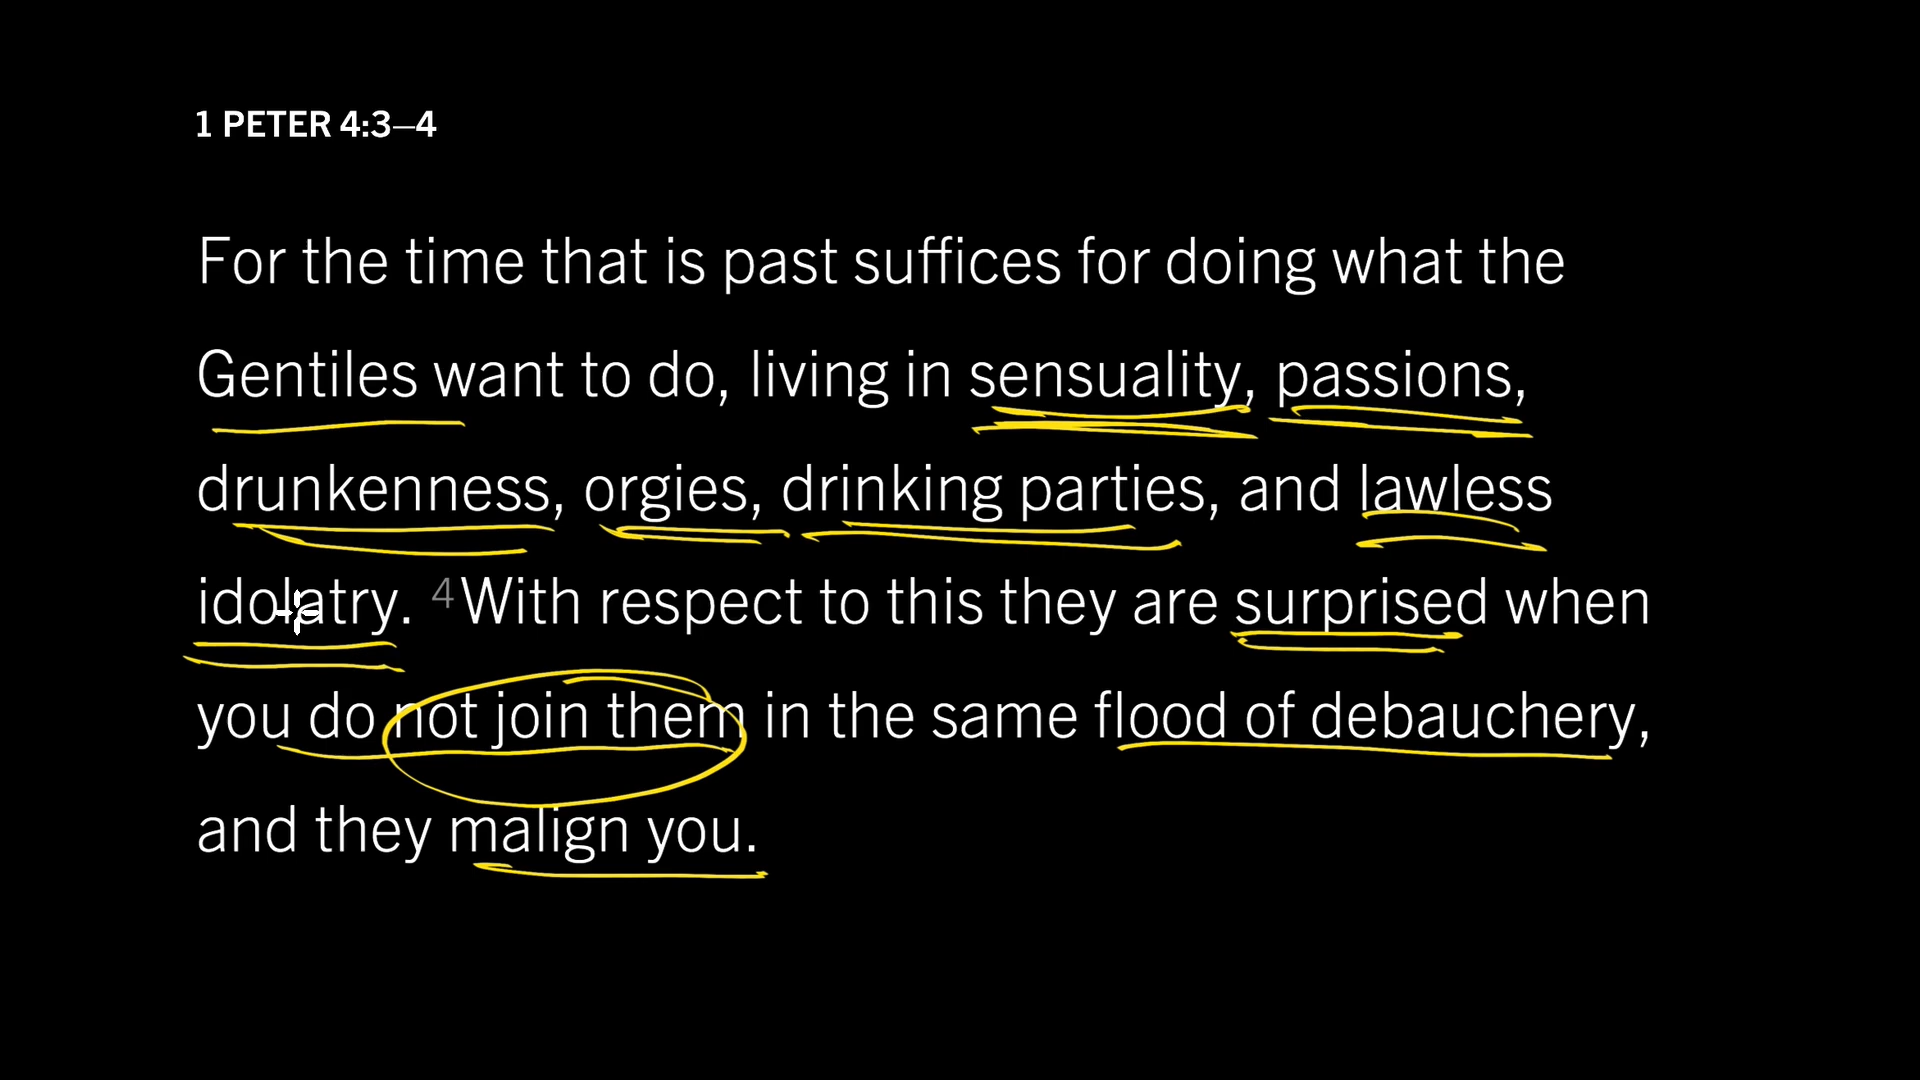 1 PETER 4:3–4
For the time that is past suffices for doing what the
Gentiles want to do, living in sensuality, passions,
drunkenness, orgies, drinking parties, and lawless
idolatry. 4 With respect to this they are surprised when
you do not join them in the same flood of debauchery,
and they malign you.